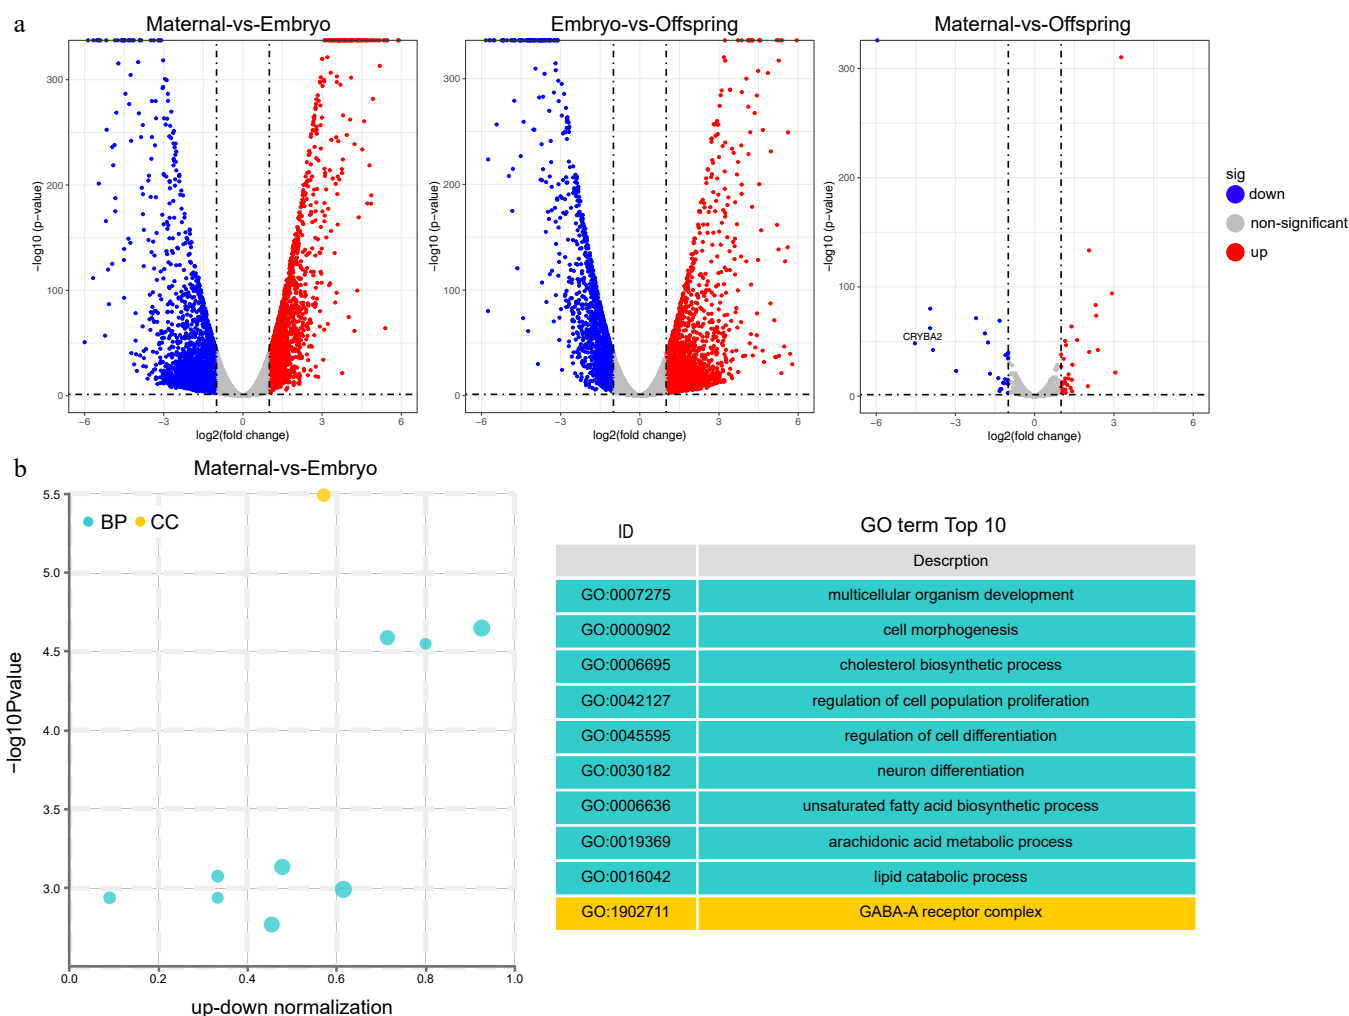 a
Maternal-vs-Embryo
Embryo-vs-Offspring
Maternal-vs-Offspring
−log10 (p−value)
300
200
100
0
−6
−3
0
3
6
log2(fold change)
−log10 (p−value)
300
200
100
0
−6
−3
0
3
6
log2(fold change)
−log10 (p−value)
300
200
100
0
CRYBA2
−6
−3
0
3
6
log2(fold change)
sig
down
non-significant
up
b
Maternal-vs-Embryo
BP
CC
−log10Pvalue
5.5
5.0
4.5
4.0
3.5
3.0
0.0
0.2
0.4
0.6
0.8
1.0
up-down normalization
ID
GO term Top 10
Descrption
GO:0007275 multicellular organism development
GO:0000902 cell morphogenesis
GO:0006695 cholesterol biosynthetic process
GO:0042127 regulation of cell population proliferation
GO:0045595 regulation of cell differentiation
GO:0030182 neuron differentiation
GO:0006636 unsaturated fatty acid biosynthetic process
GO:0019369 arachidonic acid metabolic process
GO:0016042 lipid catabolic process
GO:1902711 GABA-A receptor complex